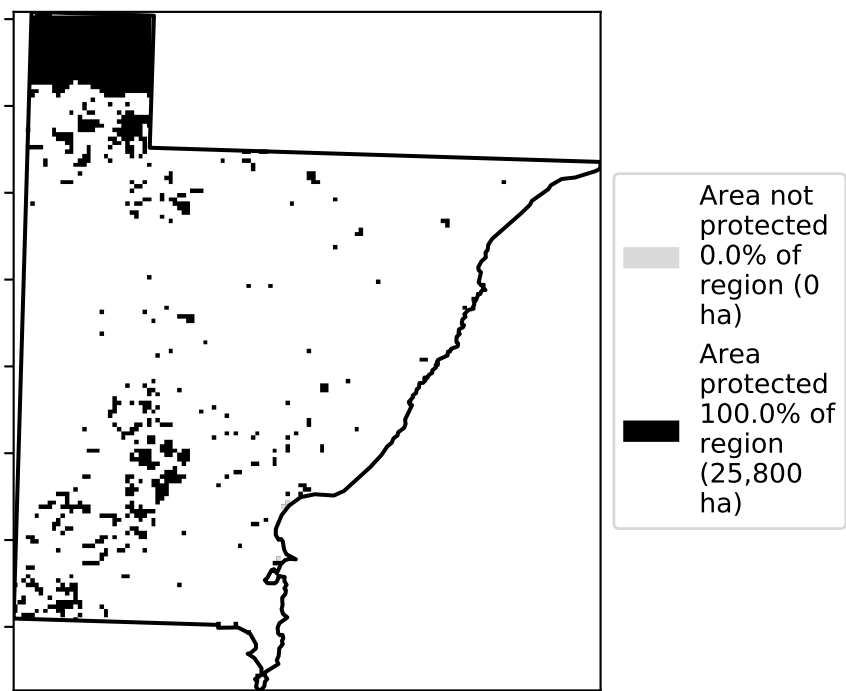 Area not
protected
0.0% of
region (0
ha)
Area
protected
100.0% of
region
(25,800
ha)